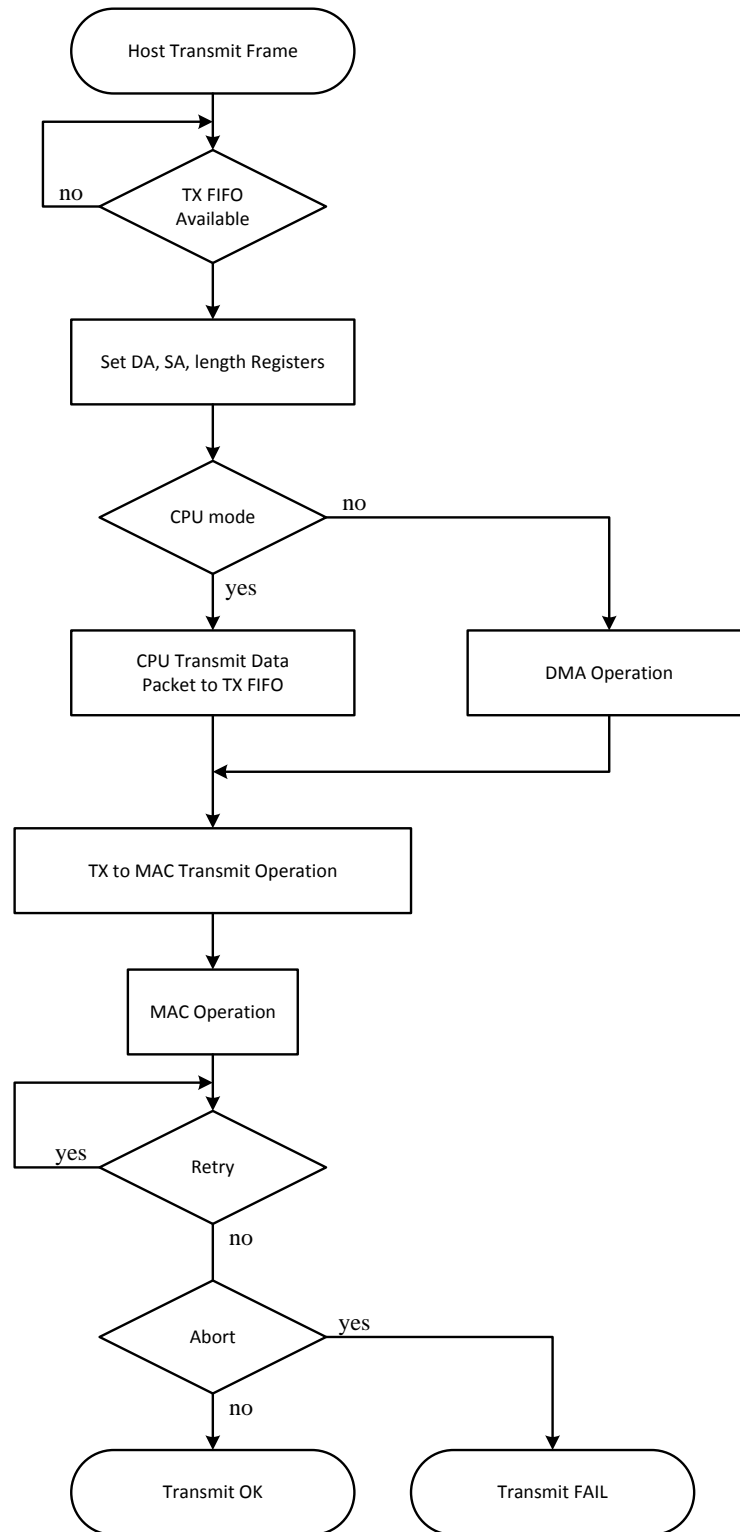 Host Transmit Frame
TX FIFO
Available
no
Set DA, SA, length Registers
CPU mode
no
yes
CPU Transmit Data
Packet to TX FIFO
DMA Operation
TX to MAC Transmit Operation
MAC Operation
Retry
yes
no
Abort
yes
no
Transmit OK
Transmit FAIL